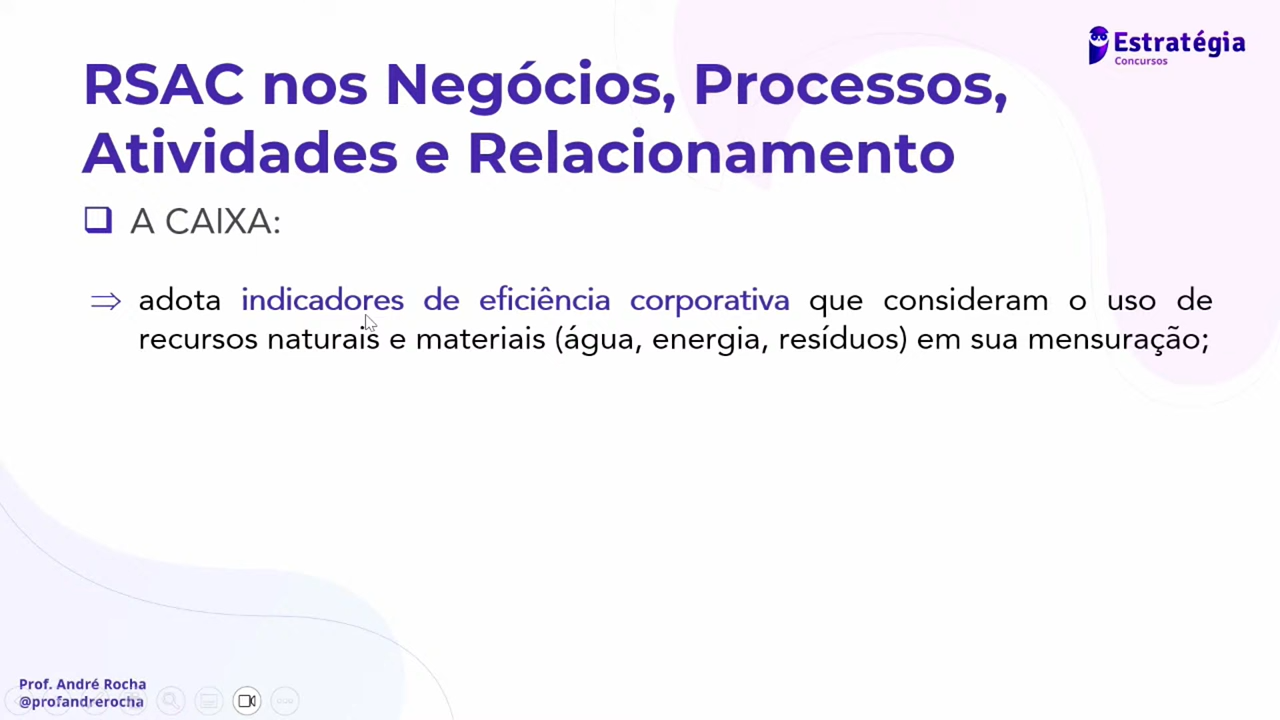 Estratégia
Concursos
RSAC nos Negócios, Processos,
Atividades e Relacionamento
A CAIXA:
adota indicadores de eficiência corporativa que consideram o uso de
recursos naturais e materiais (água, energia, resíduos) em sua mensuração;
Prof. André Rocha
@profandrerocha